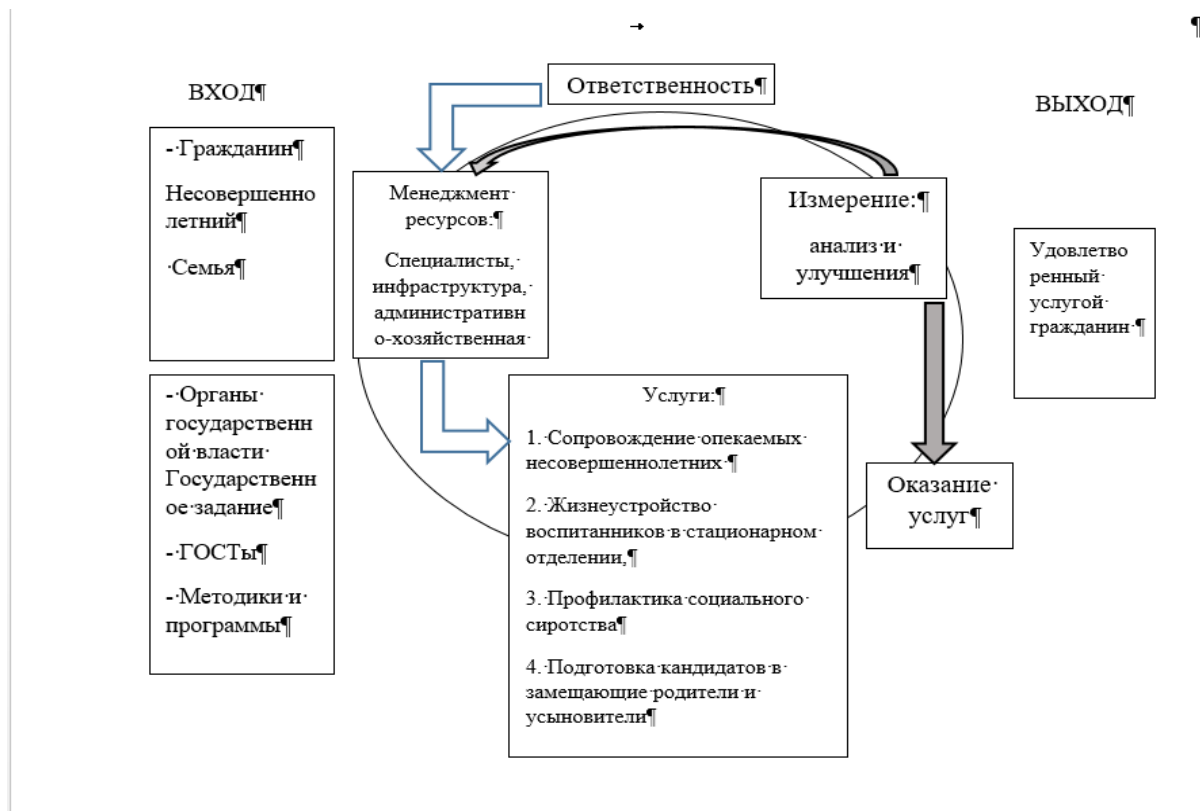 ВХОД
- Гражданин
Несовершенно
летний
Семья
- Органы
государственн
ой власти
Государственн
ое задание
- ГОСТы
- Методики и
программы
Ответственность
Менеджмент
ресурсов:
Специалисты,
инфраструктура,
административн
о-хозяйственная
Измерение:
анализ и
улучшения
Услуги:
1. Сопровождение опекаемых
несовершеннолетних
2. Жизнеустройство
воспитанников в стационарном
отделении,
3. Профилактика социального
сиротства
4. Подготовка кандидатов в
замещающие родители и
усыновители
Оказание
услуг
ВЫХОД
Удовлетво
ренный
услугой
гражданин